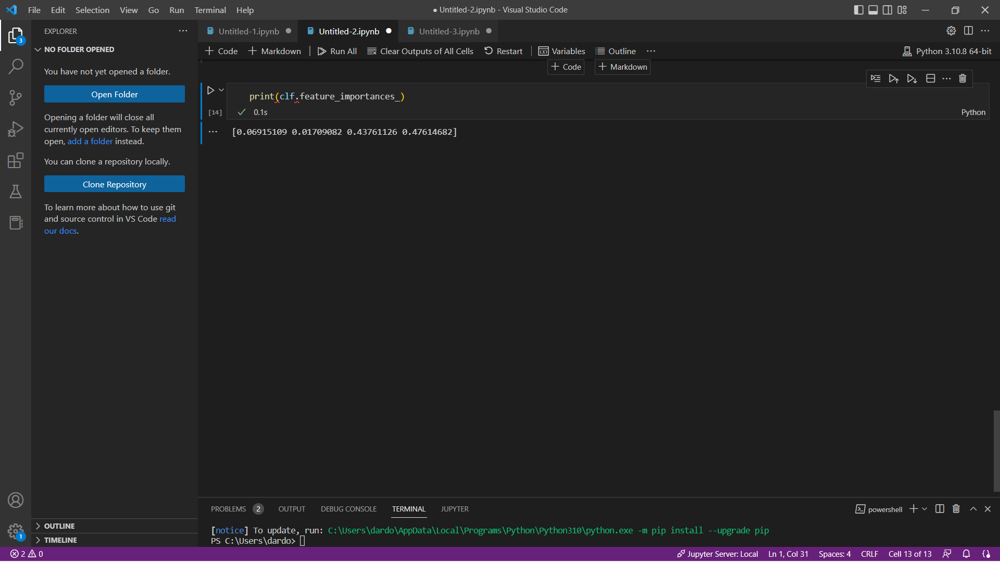 File Edit Selection View Go Run Terminal Help
● Untitled-2.ipynb - Visual Studio Code
EXPLORER
3
NO FOLDER OPENED
You have not yet opened a folder.
Open Folder
Opening a folder will close all
currently open editors. To keep them
open, add a folder instead.
You can clone a repository locally.
Clone Repository
To learn more about how to use git
and source control in VS Code read
our docs.
OUTLINE
TIMELINE
1
Untitled-1.ipynb Untitled-2.ipynb Untitled-3.ipynb
Code Markdown Run All Clear Outputs of All Cells Restart Variables Outline ··· Python 3.10.8 64-bit
Code Markdown
print(clf.feature_importances_)
[14] 0.1s Python
[0.06915109 0.01709082 0.43761126 0.47614682]
PROBLEMS 2 OUTPUT DEBUG CONSOLE TERMINAL JUPYTER powershell
[notice] To update, run: C:\Users\dardo\AppData\Local\Programs\Python\Python310\python.exe -m pip install --upgrade pip
PS C:\Users\dardo>
2 0 Jupyter Server: Local Ln 1, Col 31 Spaces: 4 CRLF Cell 13 of 13